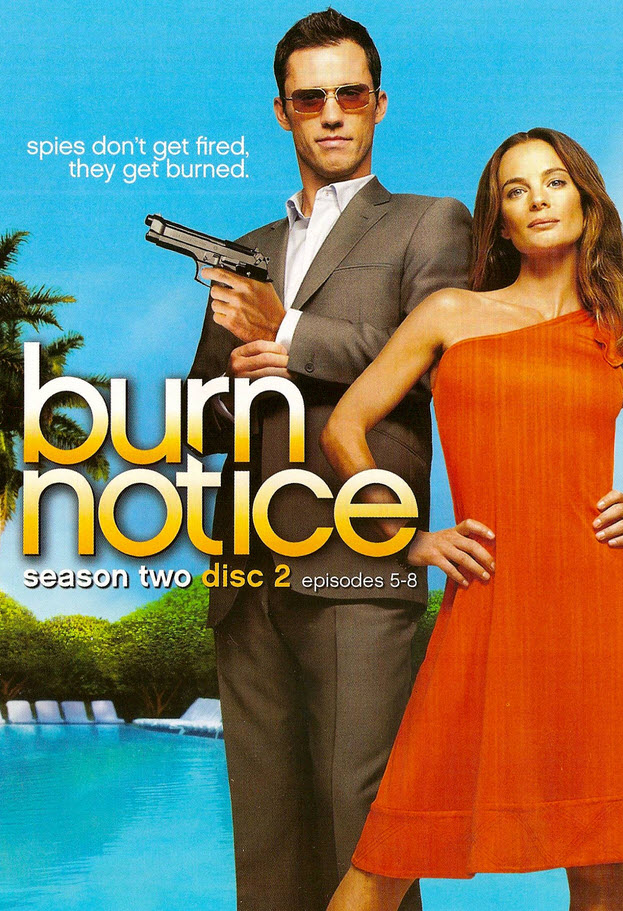 spies don't get fired,
they get burned.
burn
notice
season two disc 2 episodes 5-8